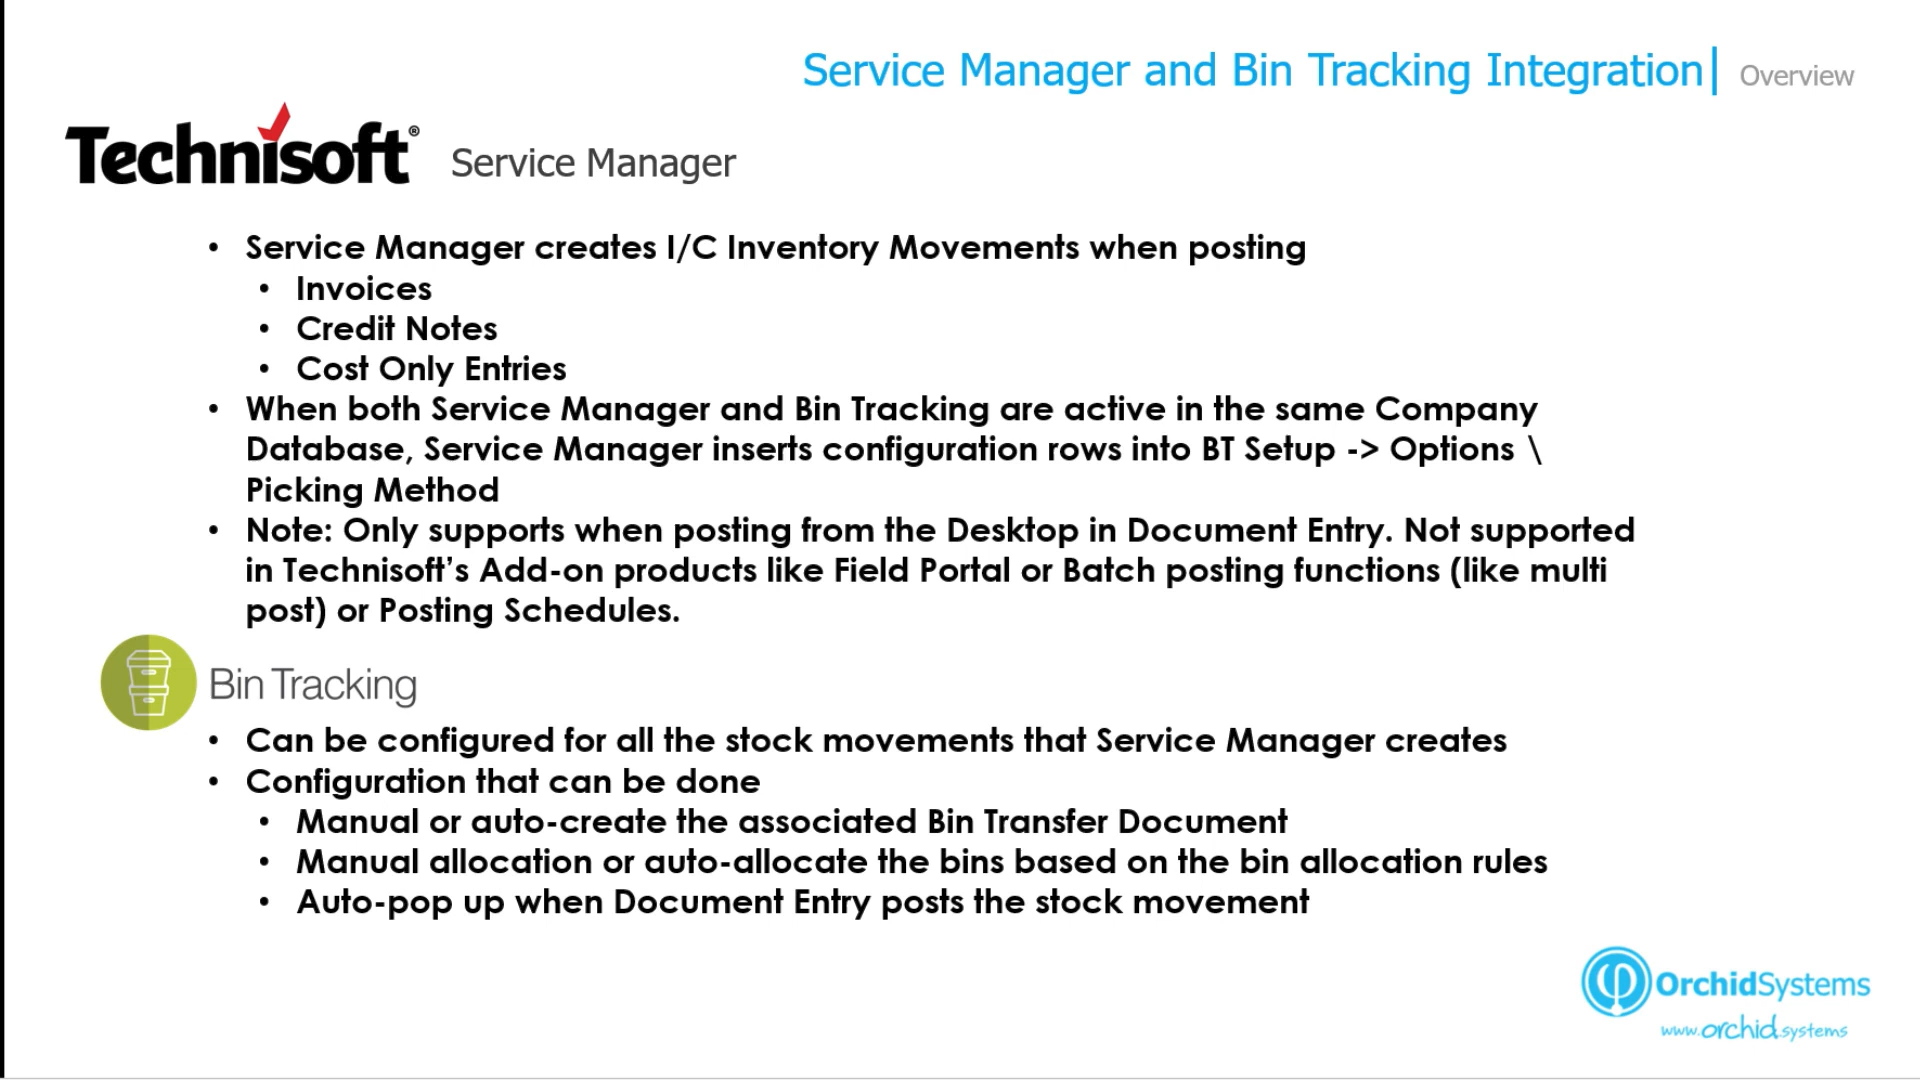 Service Manager and Bin Tracking Integration| Overview
Technisoft® Service Manager
• Service Manager creates I/C Inventory Movements when posting
• Invoices
• Credit Notes
• Cost Only Entries
• When both Service Manager and Bin Tracking are active in the same Company
Database, Service Manager inserts configuration rows into BT Setup -> Options \
Picking Method
• Note: Only supports when posting from the Desktop in Document Entry. Not supported
in Technisoft’s Add-on products like Field Portal or Batch posting functions (like multi
post) or Posting Schedules.
Bin Tracking
• Can be configured for all the stock movements that Service Manager creates
• Configuration that can be done
• Manual or auto-create the associated Bin Transfer Document
• Manual allocation or auto-allocate the bins based on the bin allocation rules
• Auto-pop up when Document Entry posts the stock movement
OrchidSystems
www.orchid.systems